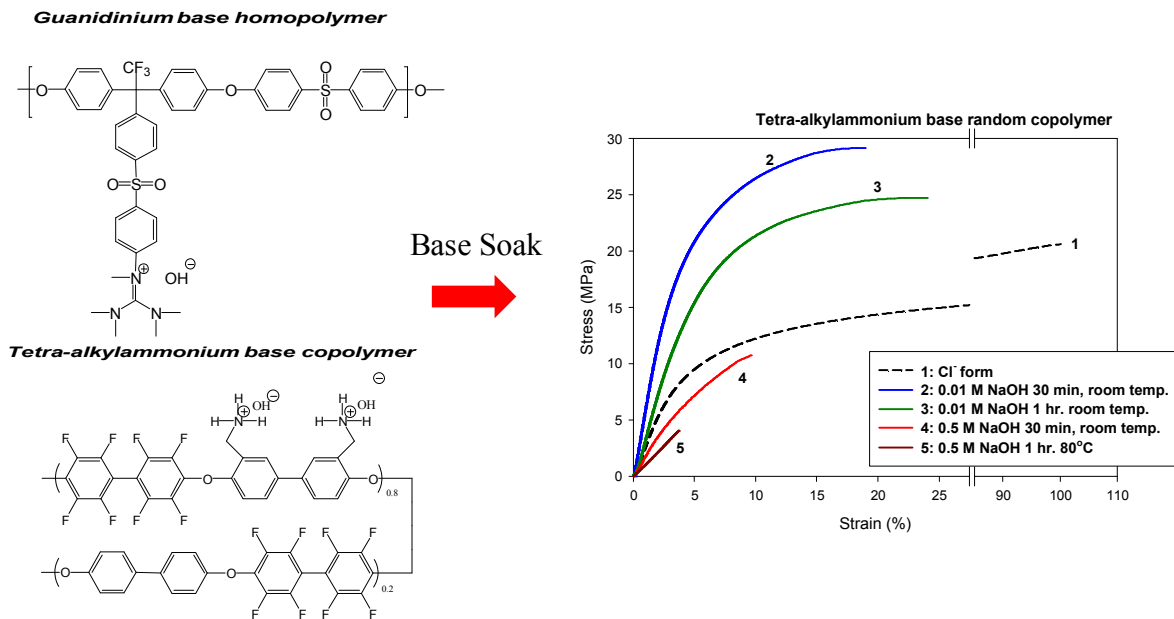 Guanidinium base homopolymer
CF3
O
O
O
S
O
O
O
S
O
N
⊕
OH
⊖
N
N
Base Soak
Tetra-alkylammonium base copolymer
⊖
⊖
H
OH
H
OH
H N H
H N H
⊕
⊕
F F F F
O
O
0.8
F F F F
F F F F
O
O
0.2
F F F F
Tetra-alkylammonium base random copolymer
30
25
20
15
10
5
0
Stress (MPa)
2
3
1
4
5
1: Cl- form
2: 0.01 M NaOH 30 min, room temp.
3: 0.01 M NaOH 1 hr. room temp.
4: 0.5 M NaOH 30 min, room temp.
5: 0.5 M NaOH 1 hr. 80oC
0 5 10 15 20 25 90 100 110
Strain (%)